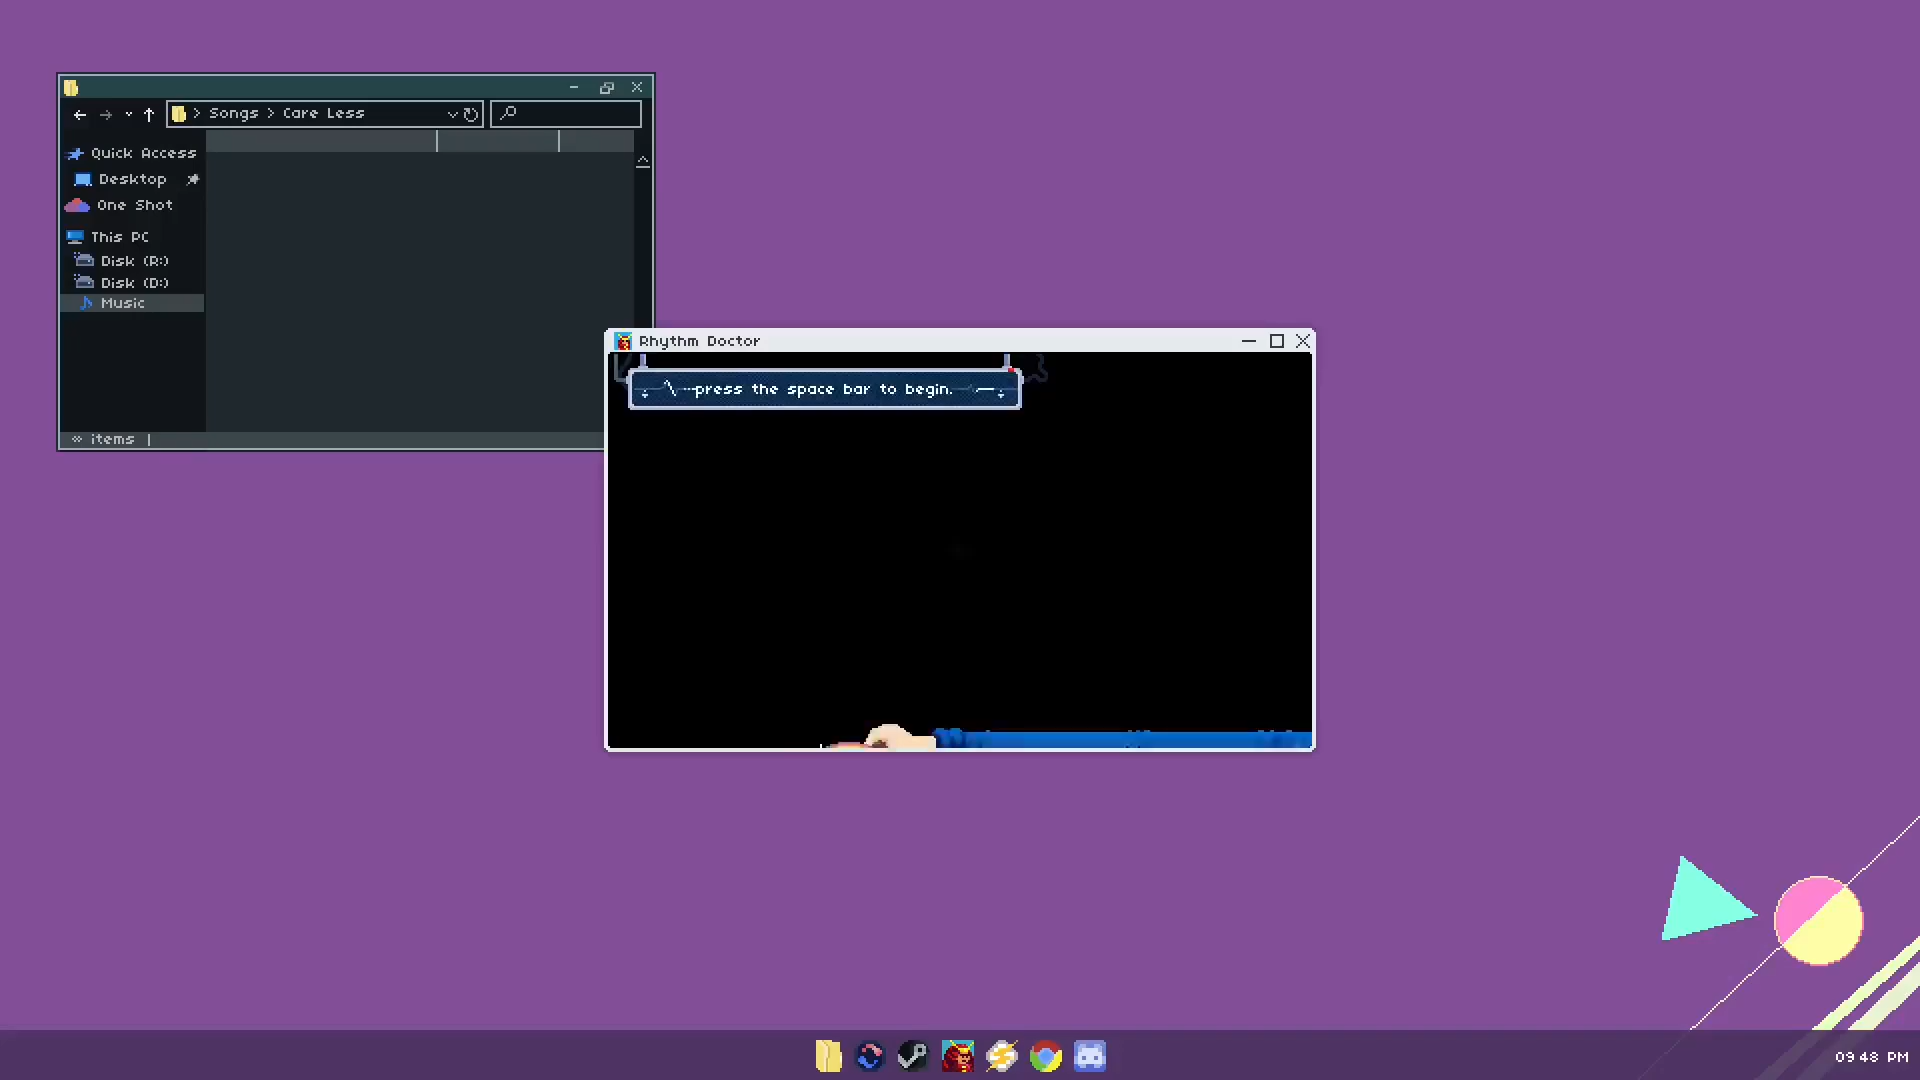 Songs > Care Less
Quick Access
Desktop
One Shot
This PC
Disk (R:)
Disk (D:)
Music
∞ items |
Rhythm Doctor
press the space bar to begin.
09 48 PM